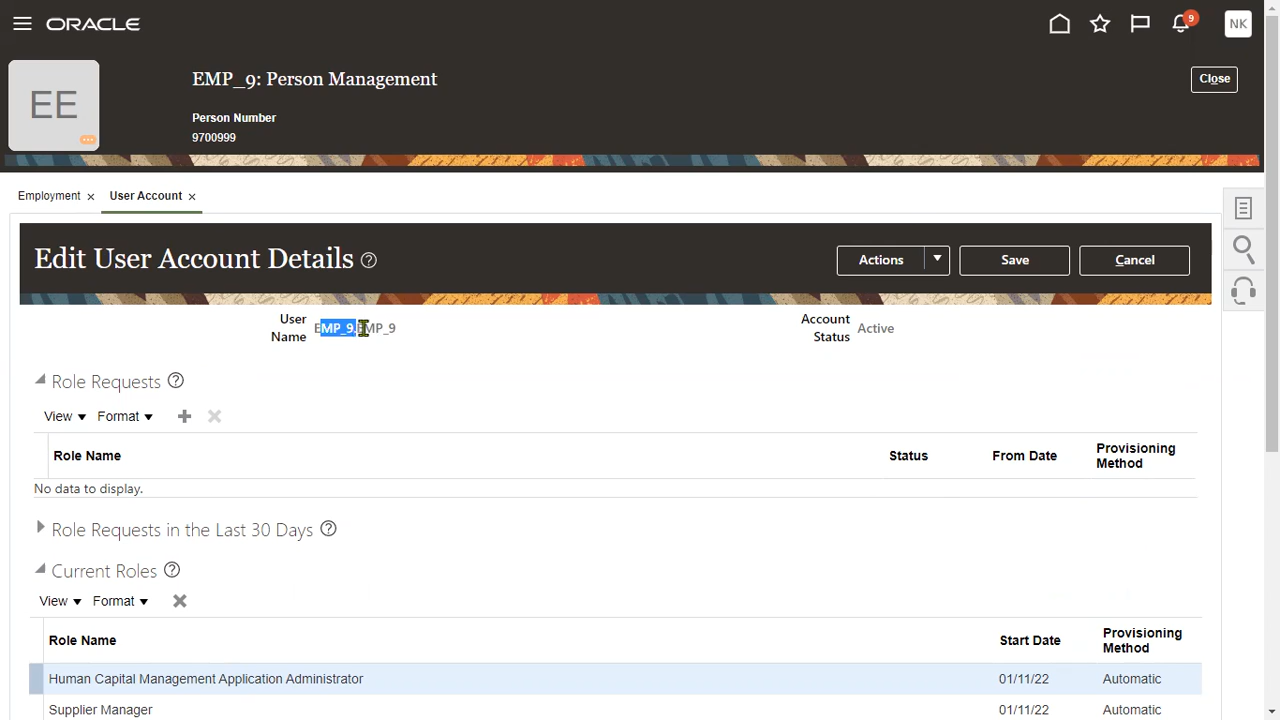 ORACLE
9
NK
EE
EMP_9: Person Management
Close
Person Number
9700999
Employment
User Account
Edit User Account Details
Actions
Save
Cancel
User
Name
EMP_9.EMP_9
Account
Status
Active
Role Requests
View
Format
Role Name
Status
From Date
Provisioning
Method
No data to display.
Role Requests in the Last 30 Days
Current Roles
View
Format
Role Name
Start Date
Provisioning
Method
Human Capital Management Application Administrator
01/11/22
Automatic
Supplier Manager
01/11/22
Automatic